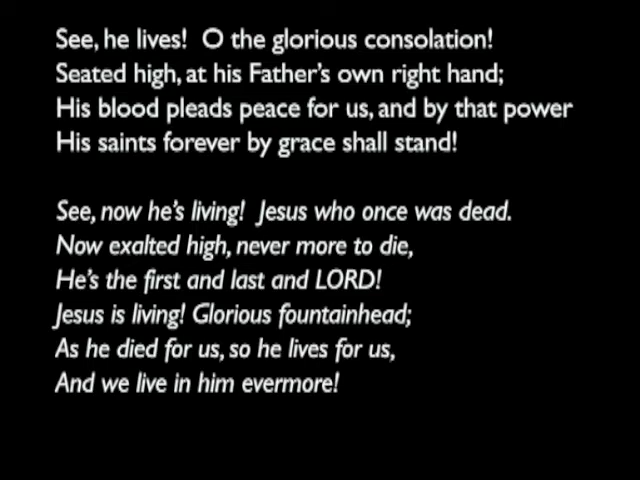 See, he lives!  O the glorious consolation!
Seated high, at his Father's own right hand;
His blood pleads peace for us, and by that power
His saints forever by grace shall stand!
See, now he's living!  Jesus who once was dead.
Now exalted high, never more to die,
He's the first and last and LORD!
Jesus is living! Glorious fountainhead;
As he died for us, so he lives for us,
And we live in him evermore!